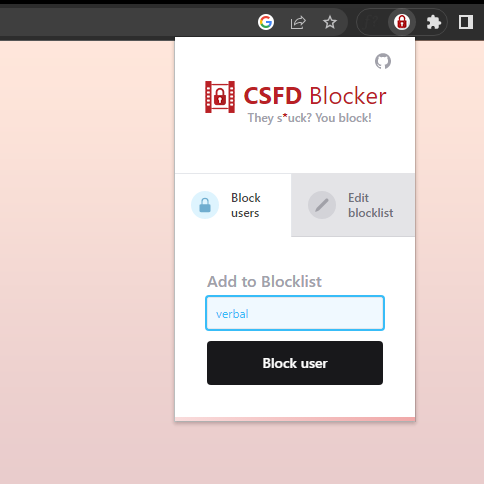 CSFD Blocker
They s*uck? You block!
Block
users
Edit
blocklist
Add to Blocklist
verbal
Block user